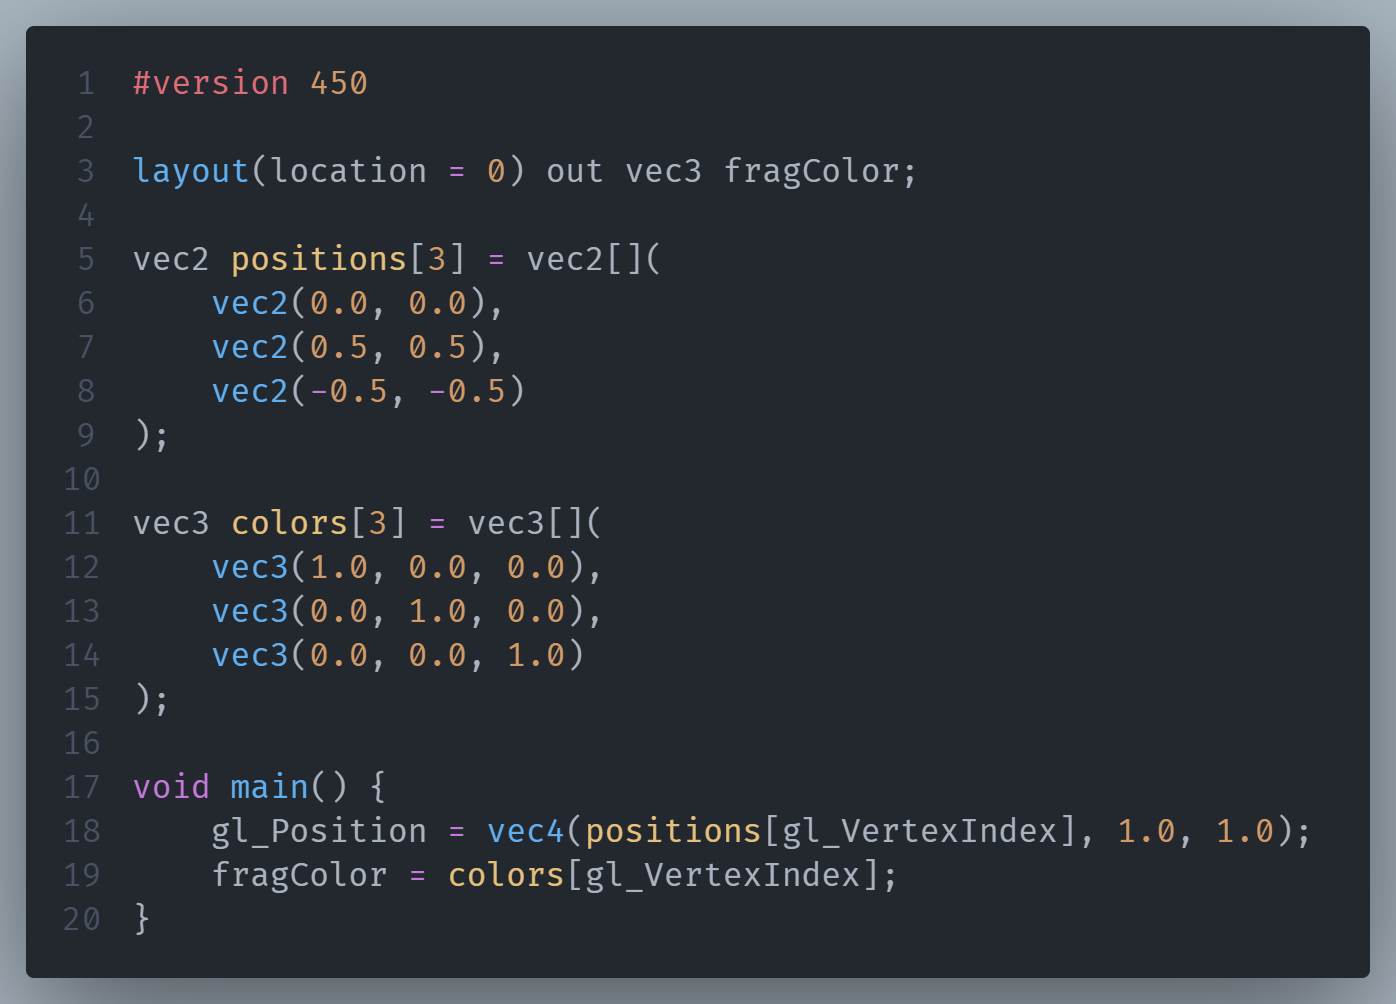 1 #version 450
2
3 layout(location = 0) out vec3 fragColor;
4
5 vec2 positions[3] = vec2[](
6     vec2(0.0, 0.0),
7     vec2(0.5, 0.5),
8     vec2(-0.5, -0.5)
9 );
10
11 vec3 colors[3] = vec3[](
12     vec3(1.0, 0.0, 0.0),
13     vec3(0.0, 1.0, 0.0),
14     vec3(0.0, 0.0, 1.0)
15 );
16
17 void main() {
18     gl_Position = vec4(positions[gl_VertexIndex], 1.0, 1.0);
19     fragColor = colors[gl_VertexIndex];
20 }